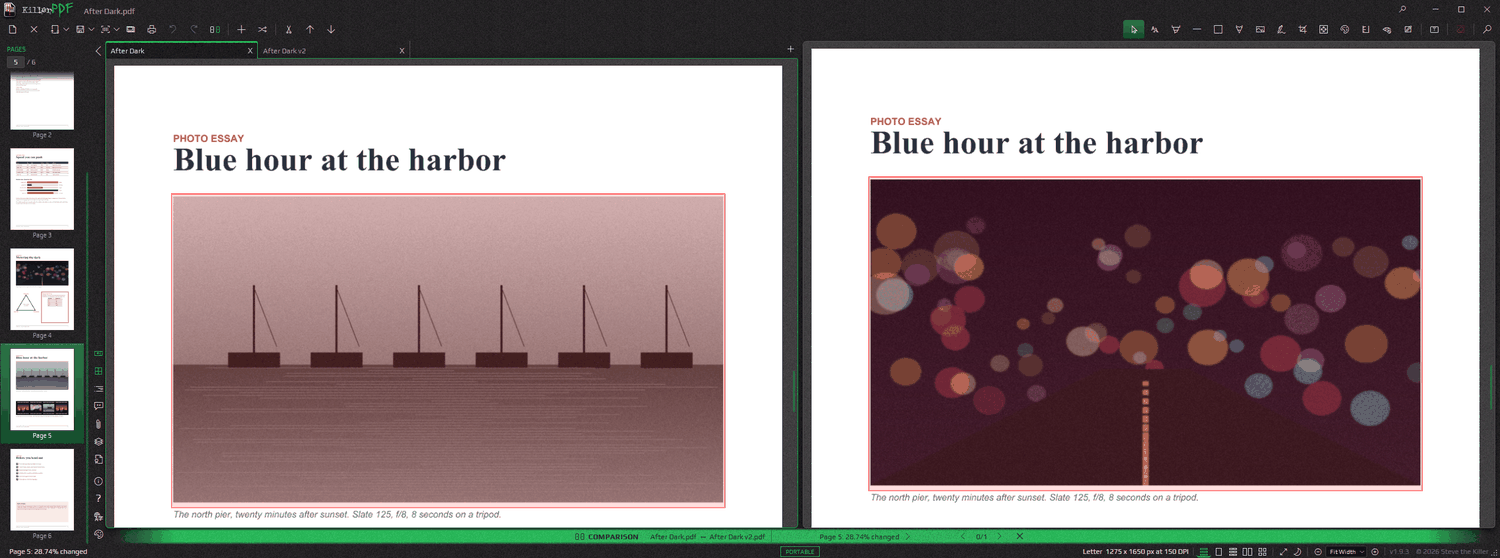 KillerPDF
After Dark.pdf
PAGES
5 / 6
Page 2
Page 3
Page 4
Page 5
Page 6
After Dark X
After Dark v2 X
PHOTO ESSAY
Blue hour at the harbor
The north pier, twenty minutes after sunset. Slate 125, f/8, 8 seconds on a tripod.
PHOTO ESSAY
Blue hour at the harbor
The north pier, twenty minutes after sunset. Slate 125, f/8, 8 seconds on a tripod.
COMPARISON After Dark.pdf ↔ After Dark v2.pdf Page 5: 28.74% changed 0/1
Page 5: 28.74% changed
PORTABLE
Letter 1275 x 1650 px at 150 DPI
Fit Width
v1.9.3 © 2026 Steve the Killer